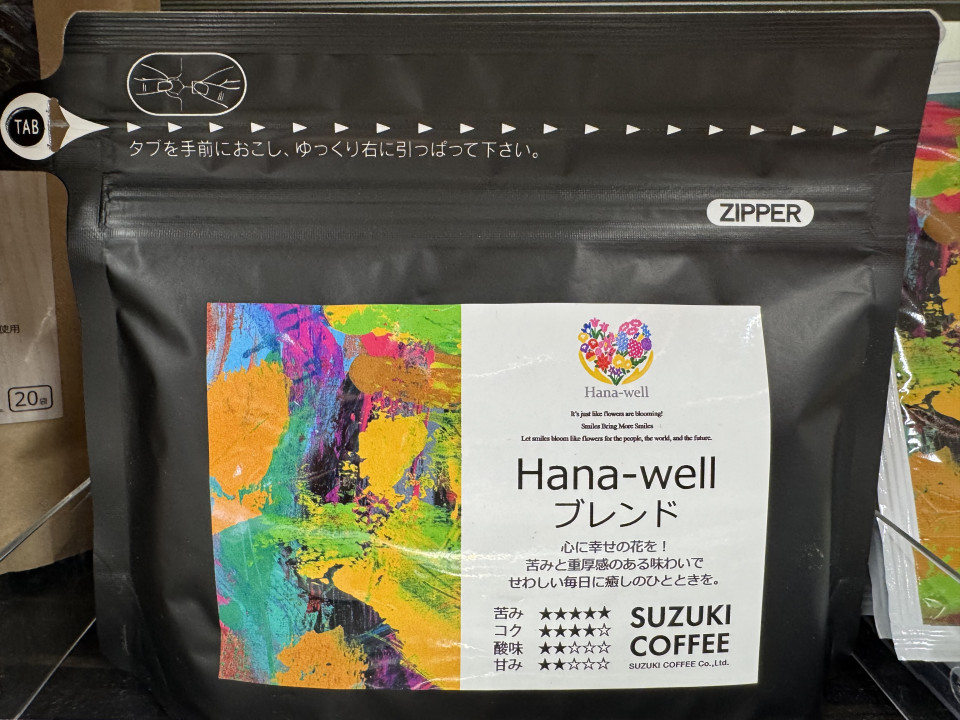 TAB
タブを手前におこし、ゆっくり右に引っぱって下さい。
ZIPPER
使用
20袋
Hana-well
It's just like flowers are blooming!
Smiles Bring More Smiles
Let smiles bloom like flowers for the people, the world, and the future.
Hana-well
ブレンド
心に幸せの花を!
苦みと重厚感のある味わいで
せわしい毎日に癒しのひとときを。
苦み ★★★★★
コク ★★★★☆
酸味 ★★☆☆☆
甘み ★★☆☆☆
SUZUKI
COFFEE
SUZUKI COFFEE Co.,Ltd.